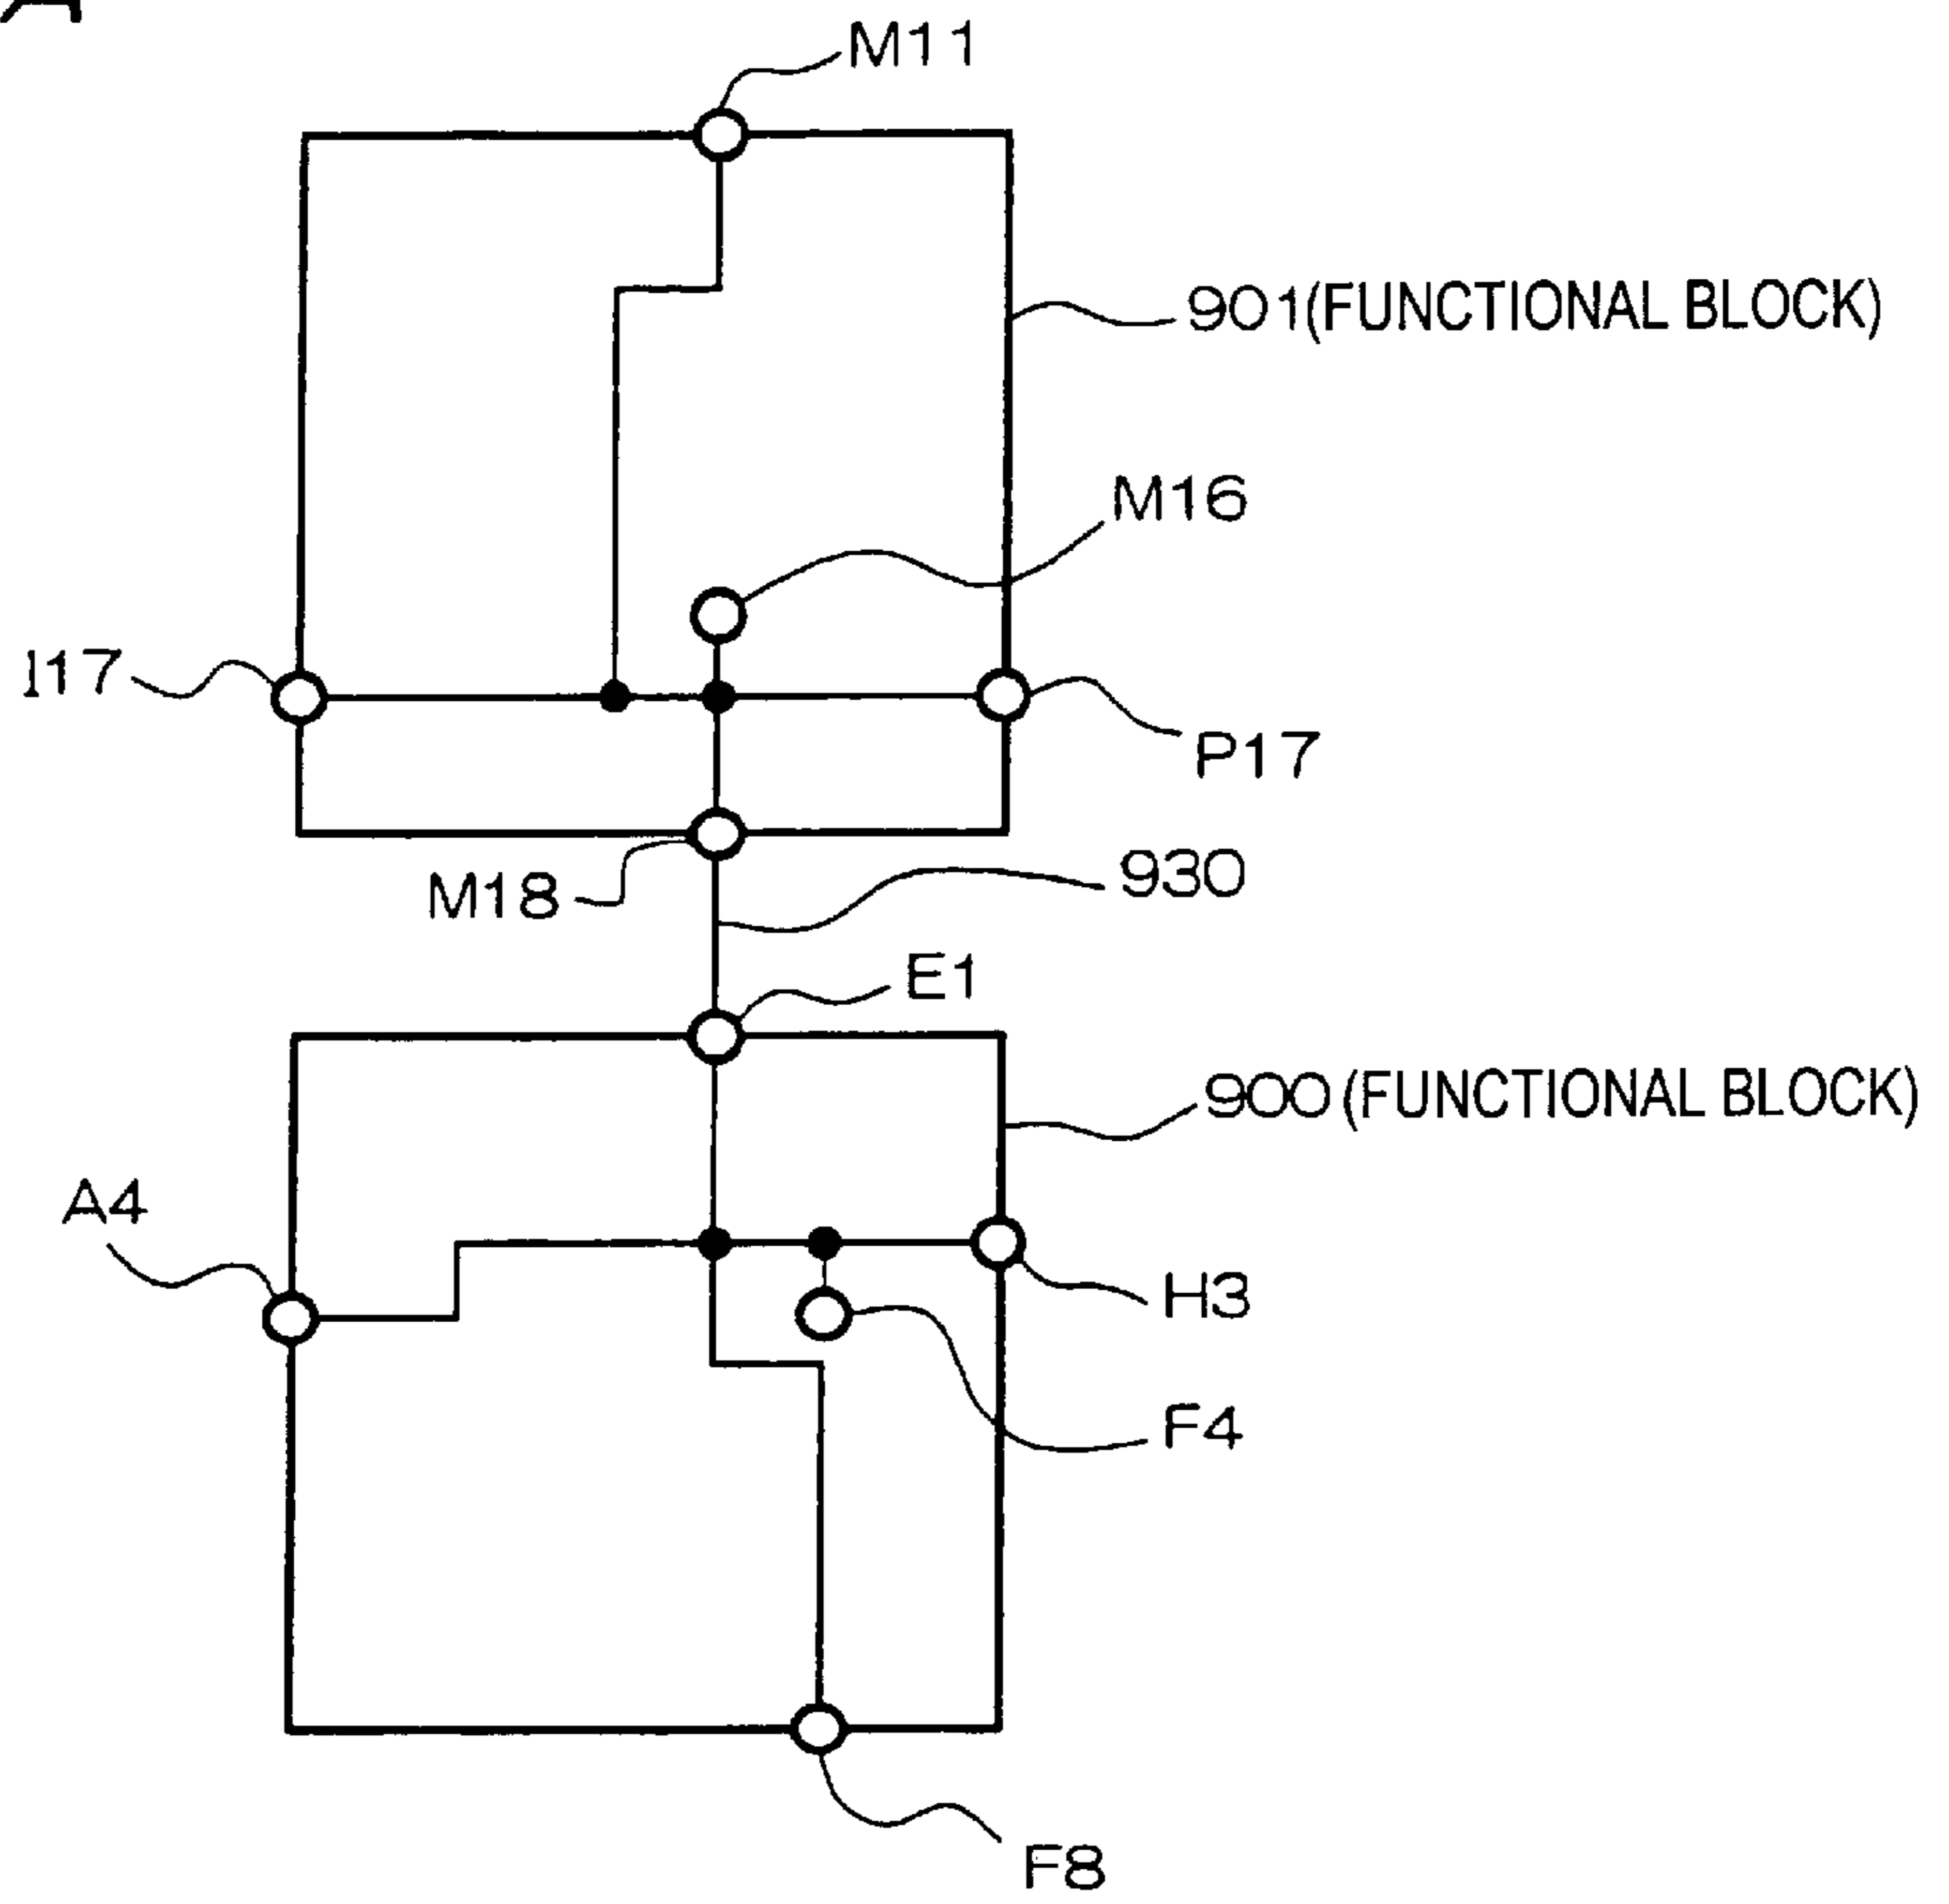 M11
901(FUNCTIONAL BLOCK)
M16
I17
P17
M18
930
E1
900(FUNCTIONAL BLOCK)
A4
H3
F4
F8